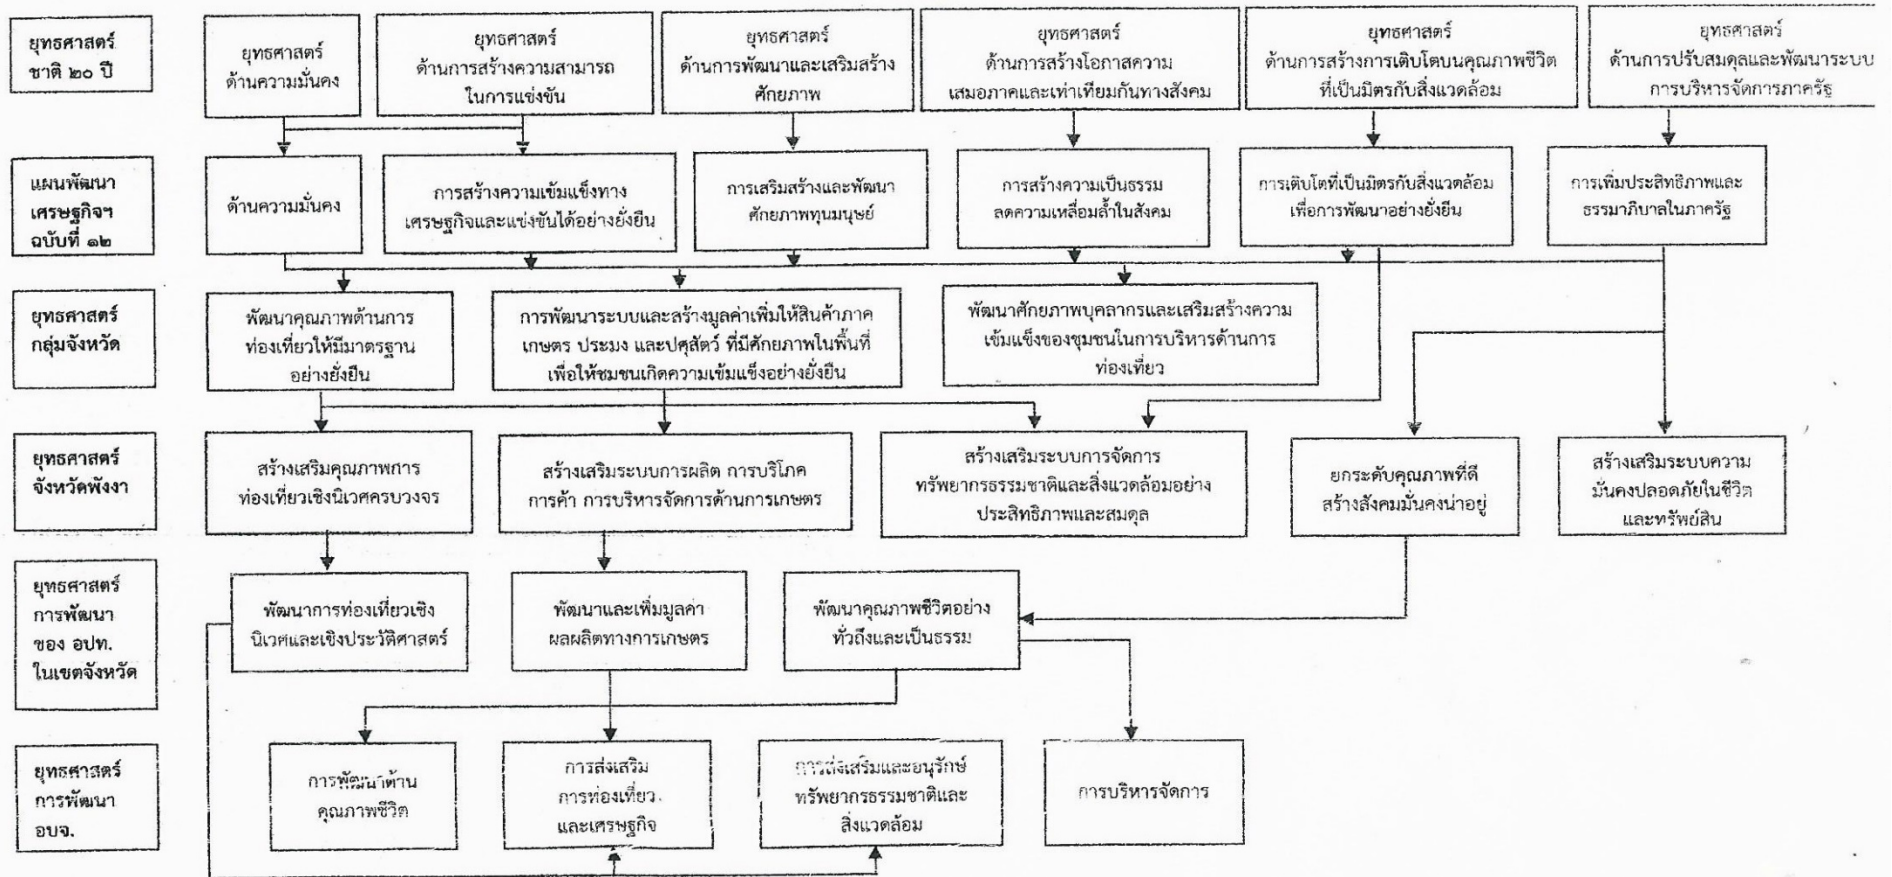 ยุทธศาสตร์
ชาติ ๒๐ ปี
ยุทธศาสตร์
ด้านความมั่นคง
ยุทธศาสตร์
ด้านการสร้างความสามารถ
ในการแข่งขัน
ยุทธศาสตร์
ด้านการพัฒนาและเสริมสร้าง
ศักยภาพ
ยุทธศาสตร์
ด้านการสร้างโอกาสความ
เสมอภาคและเท่าเทียมกันทางสังคม
ยุทธศาสตร์
ด้านการสร้างการเติบโตบนคุณภาพชีวิต
ที่เป็นมิตรกับสิ่งแวดล้อม
ยุทธศาสตร์
ด้านการปรับสมดุลและพัฒนาระบบ
การบริหารจัดการภาครัฐ
แผนพัฒนา
เศรษฐกิจฯ
ฉบับที่ ๑๒
ด้านความมั่นคง
การสร้างความเข้มแข็งทาง
เศรษฐกิจและแข่งขันได้อย่างยั่งยืน
การเสริมสร้างและพัฒนา
ศักยภาพทุนมนุษย์
การสร้างความเป็นธรรม
ลดความเหลื่อมล้ำในสังคม
การเติบโตที่เป็นมิตรกับสิ่งแวดล้อม
เพื่อการพัฒนาอย่างยั่งยืน
การเพิ่มประสิทธิภาพและ
ธรรมาภิบาลในภาครัฐ
ยุทธศาสตร์
กลุ่มจังหวัด
พัฒนาคุณภาพด้านการ
ท่องเที่ยวให้มีมาตรฐาน
อย่างยั่งยืน
การพัฒนาระบบและสร้างมูลค่าเพิ่มให้สินค้าภาค
เกษตร ประมง และปศุสัตว์ ที่มีศักยภาพในพื้นที่
เพื่อให้ชมชนเกิดความเข้มแข็งอย่างยั่งยืน
พัฒนาศักยภาพบุคลากรและเสริมสร้างความ
เข้มแข็งของชุมชนในการบริหารด้านการ
ท่องเที่ยว
ยุทธศาสตร์
จังหวัดพังงา
สร้างเสริมคุณภาพการ
ท่องเที่ยวเชิงนิเวศครบวงจร
สร้างเสริมระบบการผลิต การบริโภค
การค้า การบริหารจัดการด้านการเกษตร
สร้างเสริมระบบการจัดการ
ทรัพยากรธรรมชาติและสิ่งแวดล้อมอย่าง
ประสิทธิภาพและสมดุล
ยกระดับคุณภาพที่ดี
สร้างสังคมมั่นคงน่าอยู่
สร้างเสริมระบบความ
มั่นคงปลอดภัยในชีวิต
และทรัพย์สิน
ยุทธศาสตร์
การพัฒนา
ของ อปท.
ในเขตจังหวัด
พัฒนาการท่องเที่ยวเชิง
นิเวศและเชิงประวัติศาสตร์
พัฒนาและเพิ่มมูลค่า
ผลผลิตทางการเกษตร
พัฒนาคุณภาพชีวิตอย่าง
ทั่วถึงและเป็นธรรม
ยุทธศาสตร์
การพัฒนา
อบจ.
การพัฒนาด้าน
คุณภาพชีวิต
การส่งเสริม
การท่องเที่ยว
และเศรษฐกิจ
การส่งเสริมและอนุรักษ์
ทรัพยากรธรรมชาติและ
สิ่งแวดล้อม
การบริหารจัดการ